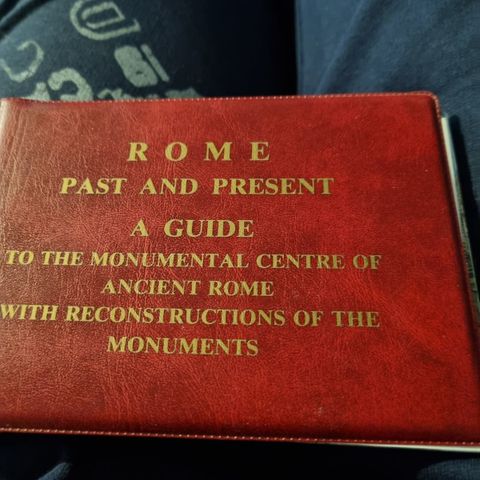 ROME
PAST AND PRESENT
A GUIDE
TO THE MONUMENTAL CENTRE OF
ANCIENT ROME
WITH RECONSTRUCTIONS OF THE
MONUMENTS